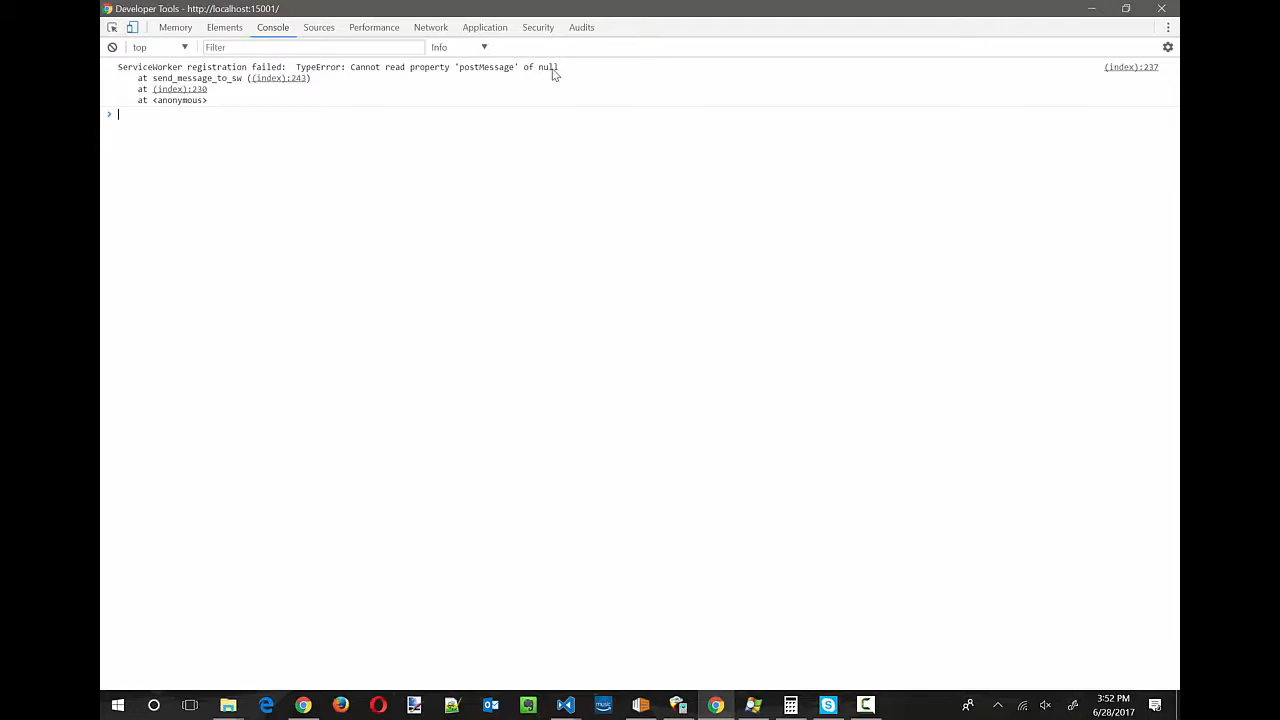 Developer Tools - http://localhost:15001/
Memory Elements Console Sources Performance Network Application Security Audits
top Filter Info
ServiceWorker registration failed: TypeError: Cannot read property 'postMessage' of null (index):237
at send_message_to_sw ((index):243)
at (index):230
at <anonymous>
3:52 PM
6/28/2017